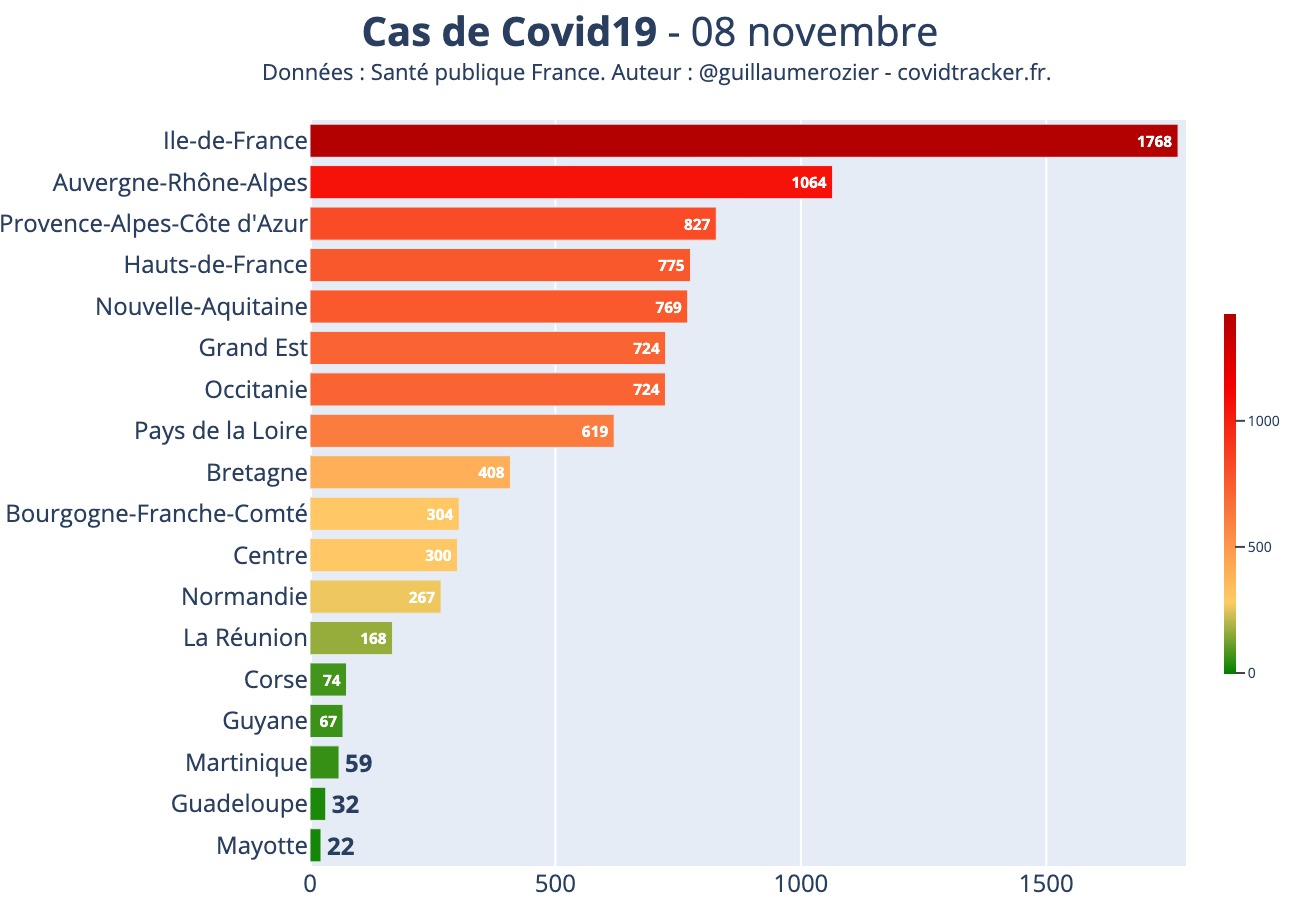 Cas de Covid19 - 08 novembre
Données : Santé publique France. Auteur : @guillaumerozier - covidtracker.fr.
Ile-de-France 1768
Auvergne-Rhône-Alpes 1064
Provence-Alpes-Côte d'Azur 827
Hauts-de-France 775
Nouvelle-Aquitaine 769
Grand Est 724
Occitanie 724
Pays de la Loire 619
Bretagne 408
Bourgogne-Franche-Comté 304
Centre 300
Normandie 267
La Réunion 168
Corse 74
Guyane 67
Martinique 59
Guadeloupe 32
Mayotte 22
0 500 1000 1500
1000
500
0